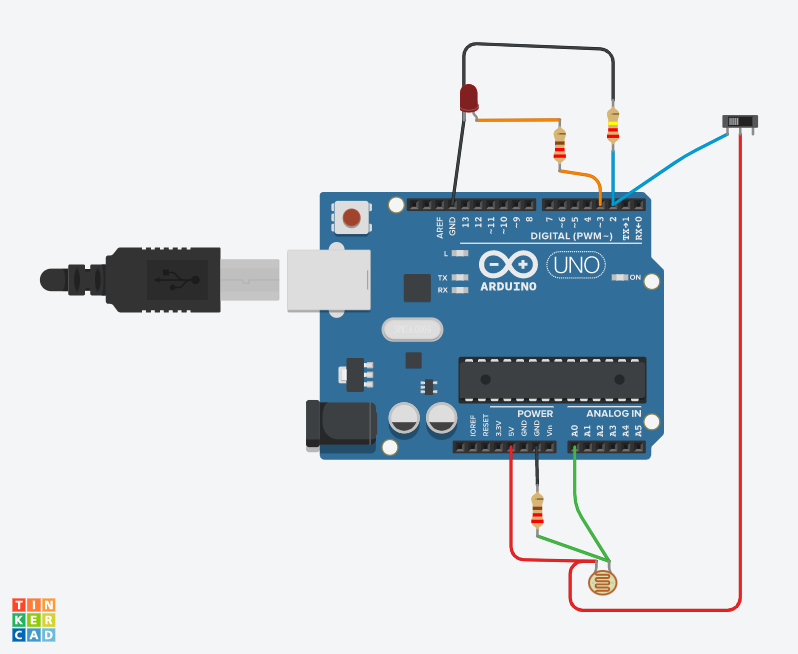 AREF
GND
13
12
~11
~10
~9
8
7
~6
~5
4
~3
2
TX→1
RX←0
DIGITAL (PWM~)
L
TX
RX
ARDUINO
UNO
ON
POWER
ANALOG IN
IOREF
RESET
3.3V
5V
GND
GND
Vin
A0
A1
A2
A3
A4
A5
TIN
KER
CAD